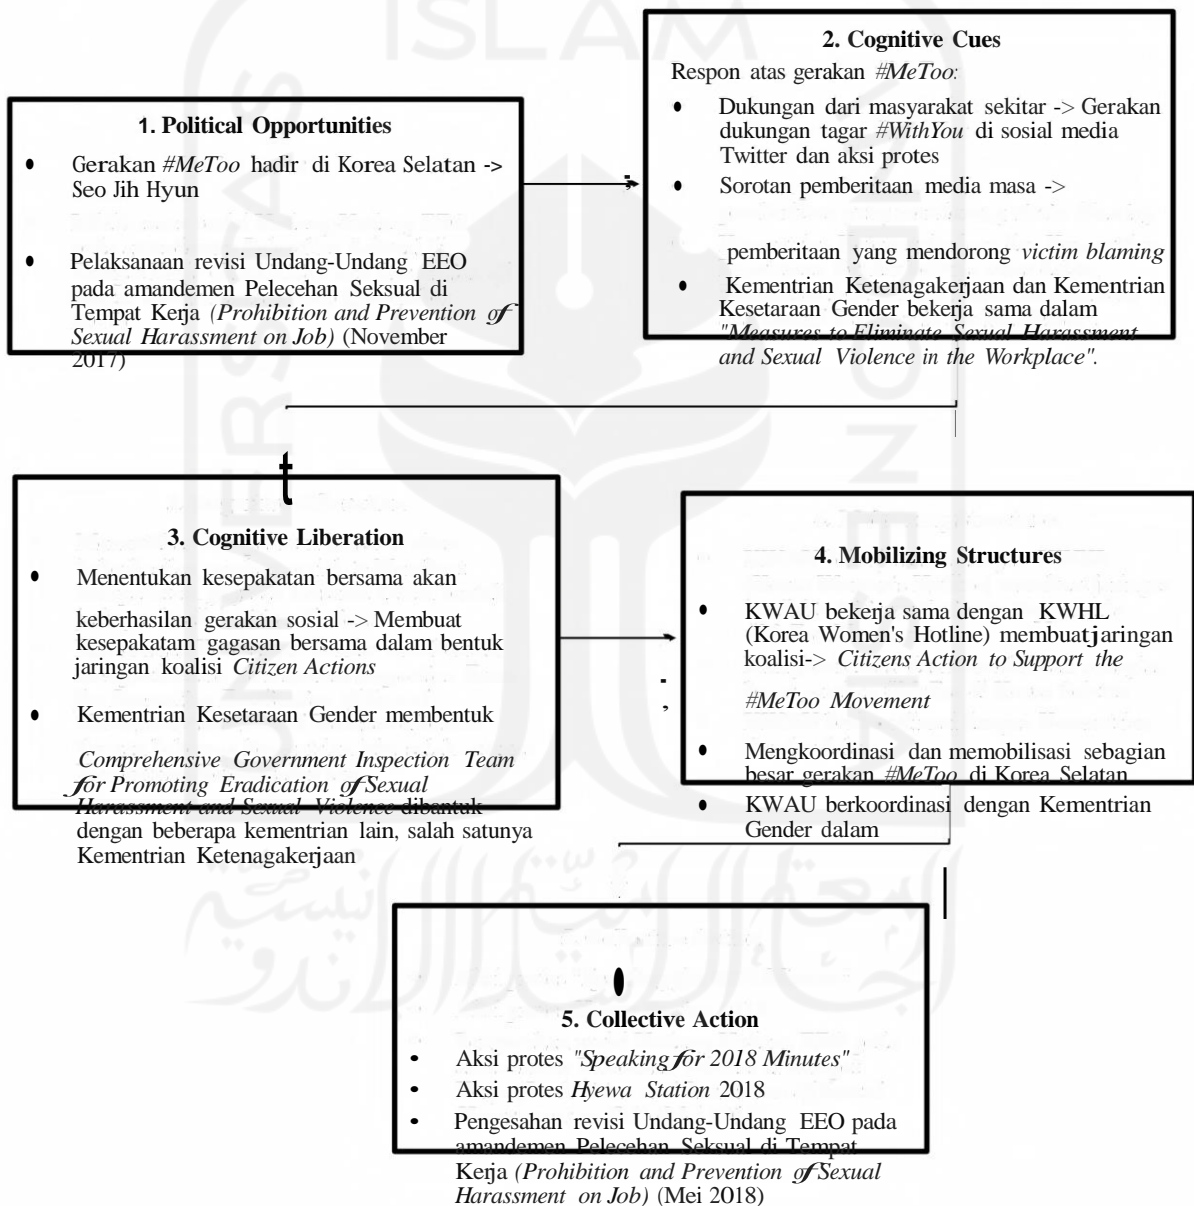 ISLAM
UNIVERSITAS
INDONESIA
1. Political Opportunities
• Gerakan #MeToo hadir di Korea Selatan ->
Seo Jih Hyun
• Pelaksanaan revisi Undang-Undang EEO
pada amandemen Pelecehan Seksual di
Tempat Kerja (Prohibition and Prevention of
Sexual Harassment on Job) (November
2017)
2. Cognitive Cues
Respon atas gerakan #MeToo:
• Dukungan dari masyarakat sekitar -> Gerakan
dukungan tagar #WithYou di sosial media
Twitter dan aksi protes
• Sorotan pemberitaan media masa ->
pemberitaan yang mendorong victim blaming
• Kementrian Ketenagakerjaan dan Kementrian
Kesetaraan Gender bekerja sama dalam
"Measures to Eliminate Sexual Harassment
and Sexual Violence in the Workplace".
3. Cognitive Liberation
• Menentukan kesepakatan bersama akan
keberhasilan gerakan sosial -> Membuat
kesepakatam gagasan bersama dalam bentuk
jaringan koalisi Citizen Actions
• Kementrian Kesetaraan Gender membentuk
Comprehensive Government Inspection Team
for Promoting Eradication of Sexual
Harassment and Sexual Violence dibantuk
dengan beberapa kementrian lain, salah satunya
Kementrian Ketenagakerjaan
4. Mobilizing Structures
• KWAU bekerja sama dengan KWHL
(Korea Women's Hotline) membuat jaringan
koalisi-> Citizens Action to Support the
#MeToo Movement
• Mengkoordinasi dan memobilisasi sebagian
besar gerakan #MeToo di Korea Selatan
• KWAU berkoordinasi dengan Kementrian
Gender dalam
5. Collective Action
• Aksi protes "Speaking for 2018 Minutes"
• Aksi protes Hyewa Station 2018
• Pengesahan revisi Undang-Undang EEO pada
amandemen Pelecehan Seksual di Tempat
Kerja (Prohibition and Prevention of Sexual
Harassment on Job) (Mei 2018)